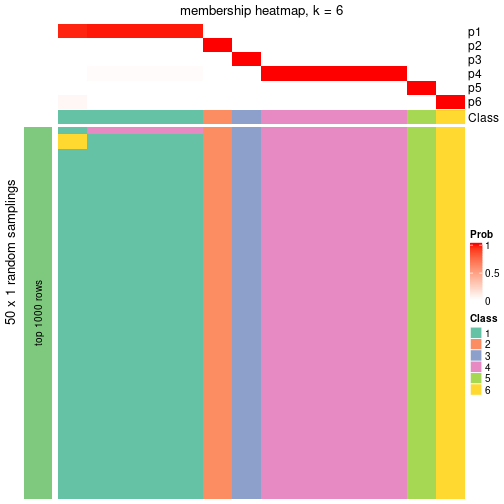 membership heatmap, k = 6
p1
p2
p3
p4
p5
p6
Class
50 x 1 random samplings
top 1000 rows
Prob
1
0.5
0
Class
1
2
3
4
5
6